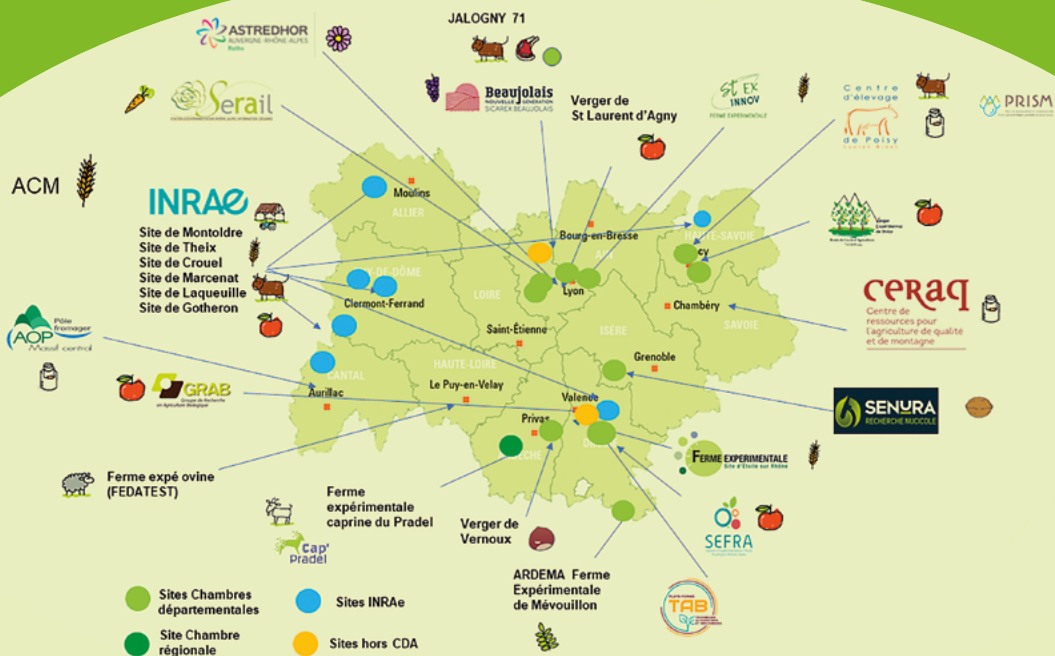 ASTREDHOR
AUVERGNE-RHÔNE-ALPES
Ratho
JALOGNY 71
Serail
Beaujolais
NOUVELLE GÉNÉRATION
SICAREX BEAUJOLAIS
Verger de
St Laurent d'Agny
St EX
INNOV
FERME EXPERIMENTALE
Centre
d'élevage
de Poisy
PRISM
ACM
INRAe
Site de Montoldre
Site de Theix
Site de Crouel
Site de Marcenat
Site de Laqueuille
Site de Gotheron
Moulins
ALLIER
Bourg-en-Bresse
AIN
HAUTE-SAVOIE
cy
Y-DE-DÔME
Clermont-Ferrand
LOIRE
Lyon
Chambéry
SAVOIE
ceraq
Centre de
ressources pour
l'agriculture de qualité
et de montagne
AOP
Pôle
fromager
Massif central
Saint-Étienne
ISÈRE
Grenoble
GRAB
Groupe de Recherche
en Agriculture Biologique
CANTAL
Aurillac
HAUTE-LOIRE
Le Puy-en-Velay
Valence
Privas
SENURA
RECHERCHE NUCICOLE
FERME EXPERIMENTALE
Site d'Etoile sur Rhône
Ferme expé ovine
(FEDATEST)
Ferme
expérimentale
caprine du Pradel
Cap'
Pradel
Verger de
Vernoux
SEFRA
ARDEMA Ferme
Expérimentale
de Mévouillon
TAB
Sites Chambres
départementales
Sites INRAe
Site Chambre
régionale
Sites hors CDA